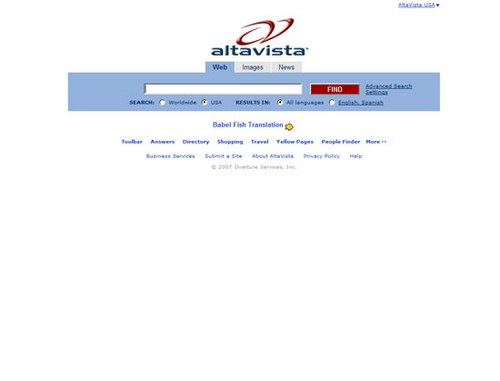 AltaVista USA
altavista
Web Images News
FIND Advanced Search
Settings
SEARCH: Worldwide USA RESULTS IN: All languages English, Spanish
Babel Fish Translation
Toolbar Answers Directory Shopping Travel Yellow Pages People Finder More >>
Business Services Submit a Site About AltaVista Privacy Policy Help
© 2007 Overture Services, Inc.